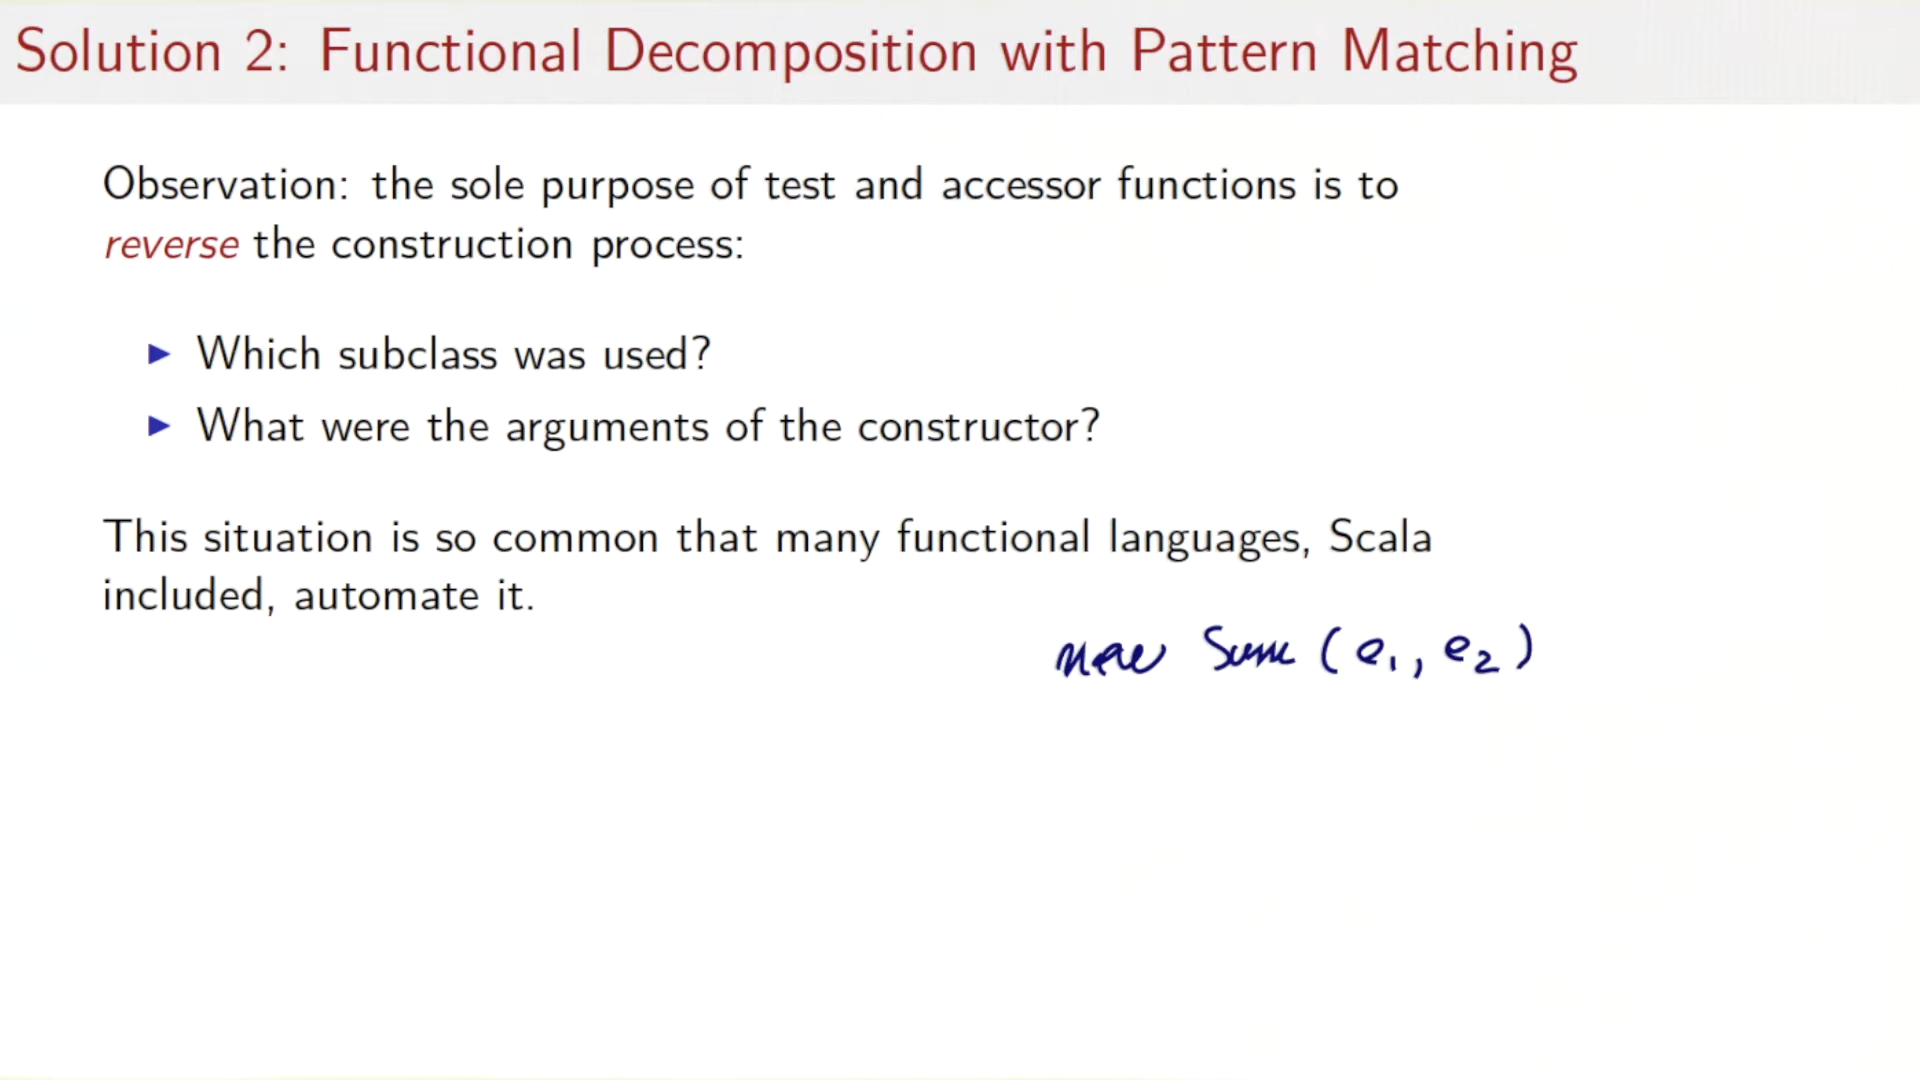 Solution 2: Functional Decomposition with Pattern Matching
Observation: the sole purpose of test and accessor functions is to
reverse the construction process:
▶ Which subclass was used?
▶ What were the arguments of the constructor?
This situation is so common that many functional languages, Scala
included, automate it.
new Sum (e₁, e₂)